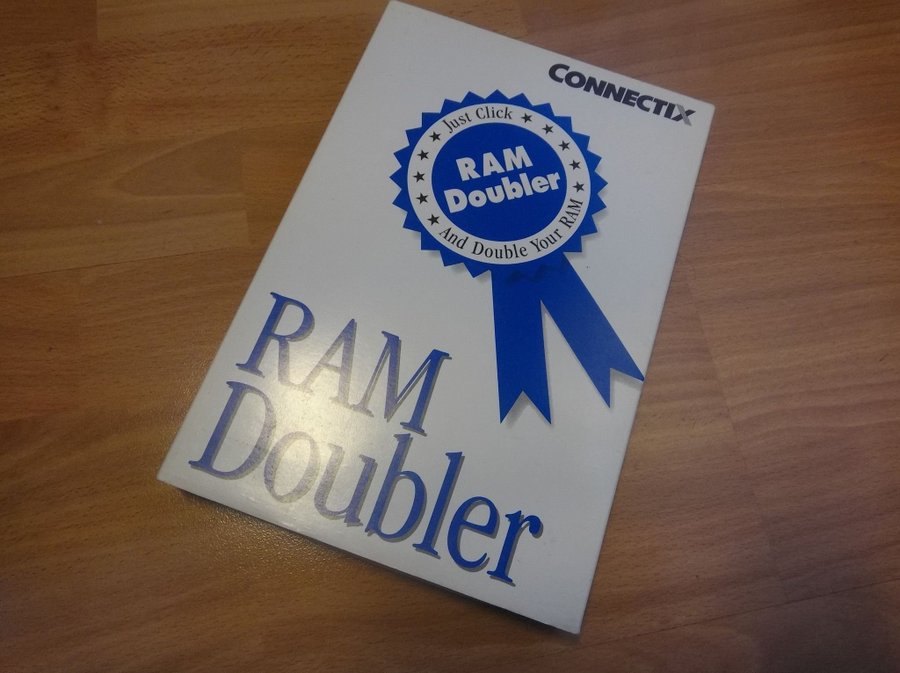 CONNECTIX
Just Click
RAM
Doubler
And Double Your RAM
RAM
Doubler